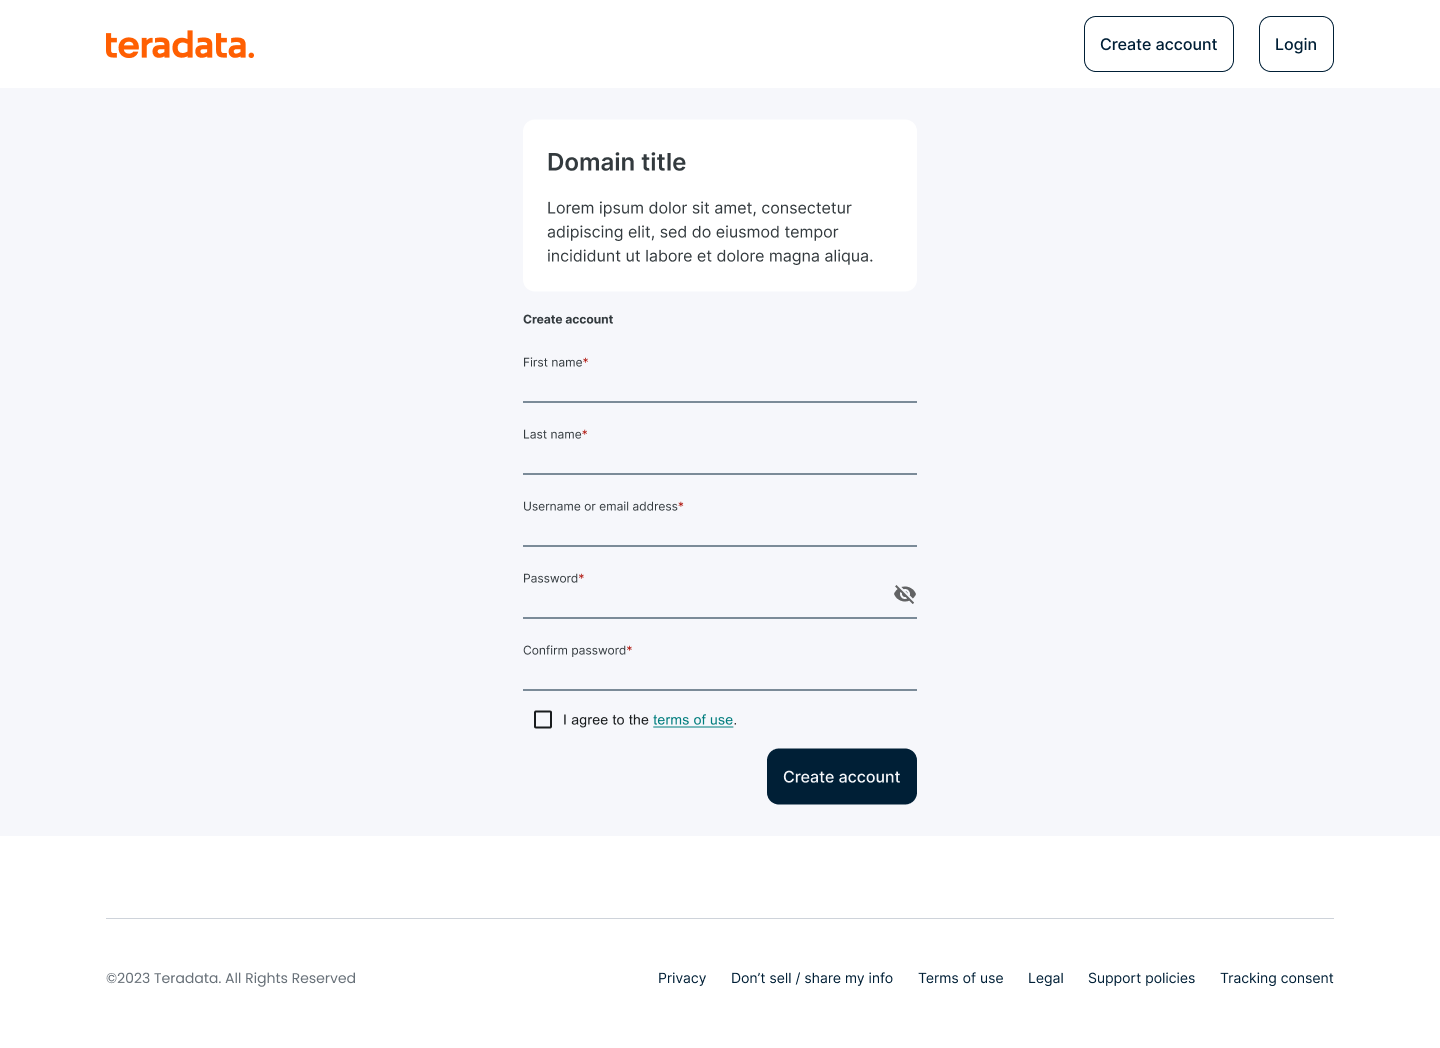 teradata.
Create account
Login
Domain title
Lorem ipsum dolor sit amet, consectetur
adipiscing elit, sed do eiusmod tempor
incididunt ut labore et dolore magna aliqua.
Create account
First name*
Last name*
Username or email address*
Password*
Confirm password*
I agree to the terms of use.
Create account
©2023 Teradata. All Rights Reserved
Privacy
Don’t sell / share my info
Terms of use
Legal
Support policies
Tracking consent